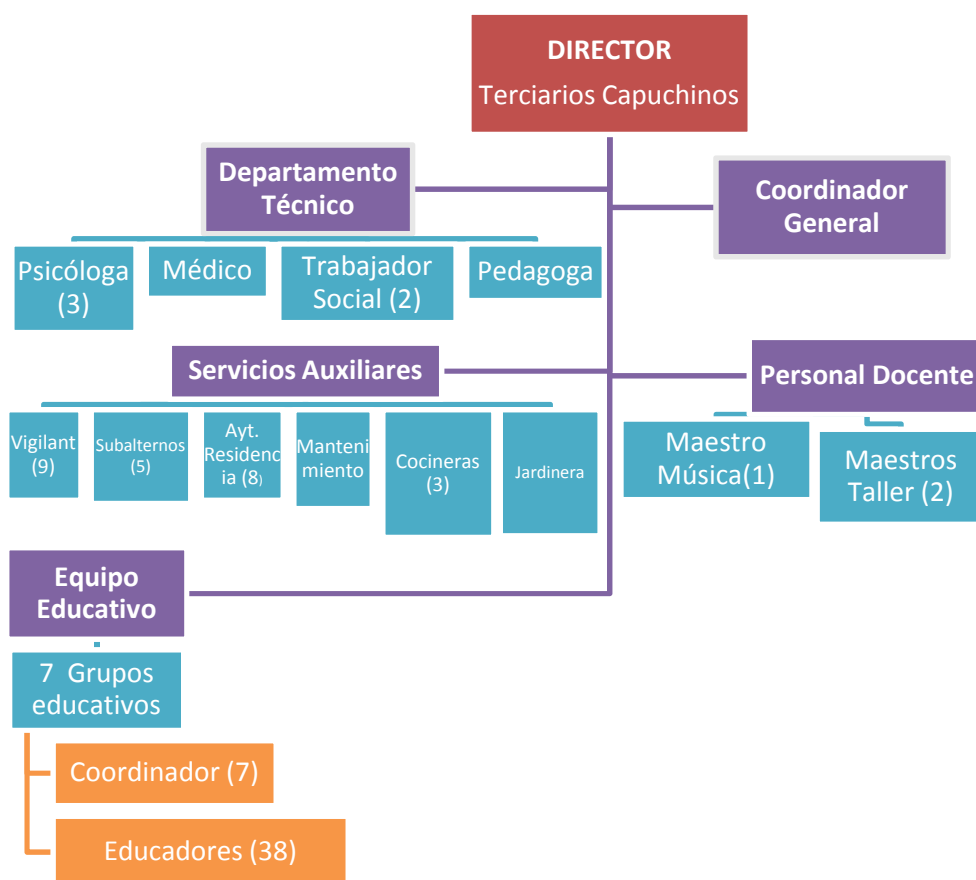 DIRECTOR
Terciarios Capuchinos
Departamento
Técnico
Coordinador
General
Psicóloga
(3)
Médico
Trabajador
Social (2)
Pedagoga
Servicios Auxiliares
Personal Docente
Vigilant
(9)
Subalternos
(5)
Ayt.
Residenc
ia (8)
Manteni
miento
Cocineras
(3)
Jardinera
Maestro
Música(1)
Maestros
Taller (2)
Equipo
Educativo
7 Grupos
educativos
Coordinador (7)
Educadores (38)